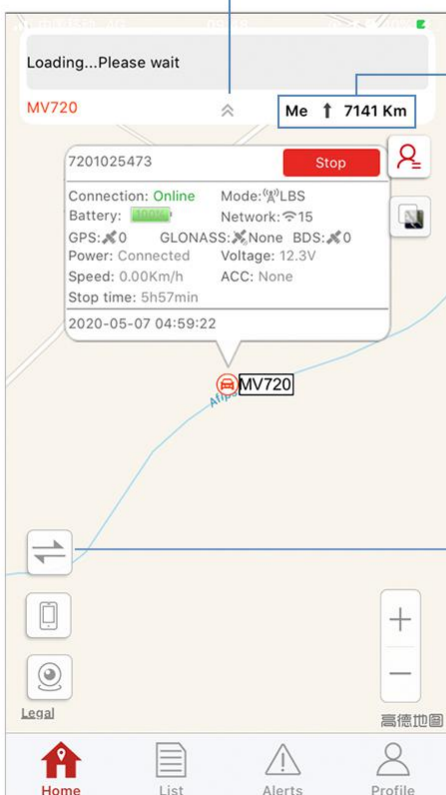 Loading...Please wait
MV720
Me ↑ 7141 Km
7201025473 Stop
Connection: Online Mode: LBS
Battery: 100% Network: 15
GPS: 0 GLONASS: None BDS: 0
Power: Connected Voltage: 12.3V
Speed: 0.00Km/h ACC: None
Stop time: 5h57min
2020-05-07 04:59:22
MV720
Legal
高德地图
Home List Alerts Profile